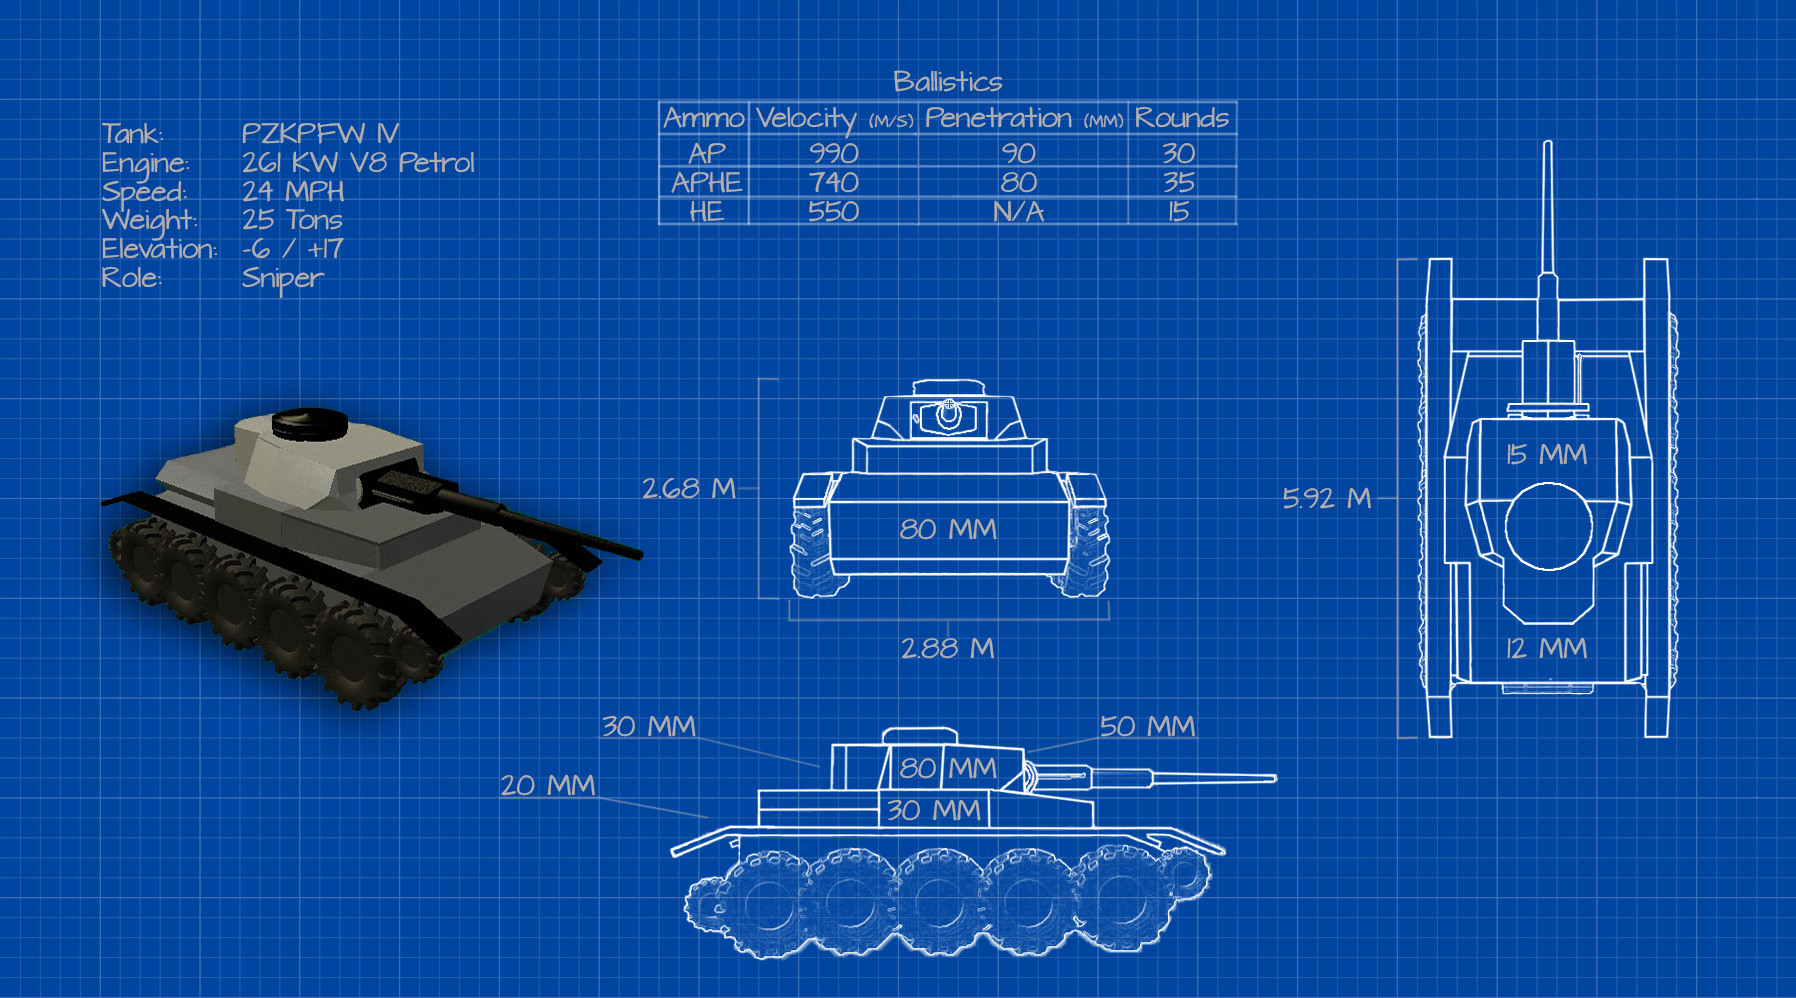 Ballistics
Ammo Velocity (M/S) Penetration (MM) Rounds
AP 990 90 30
APHE 740 80 35
HE 550 N/A 15
Tank: PZKPFW IV
Engine: 261 KW V8 Petrol
Speed: 24 MPH
Weight: 25 Tons
Elevation: -6 / +17
Role: Sniper
2.68 M
80 MM
2.88 M
15 MM
5.92 M
12 MM
30 MM
50 MM
80 MM
20 MM
30 MM